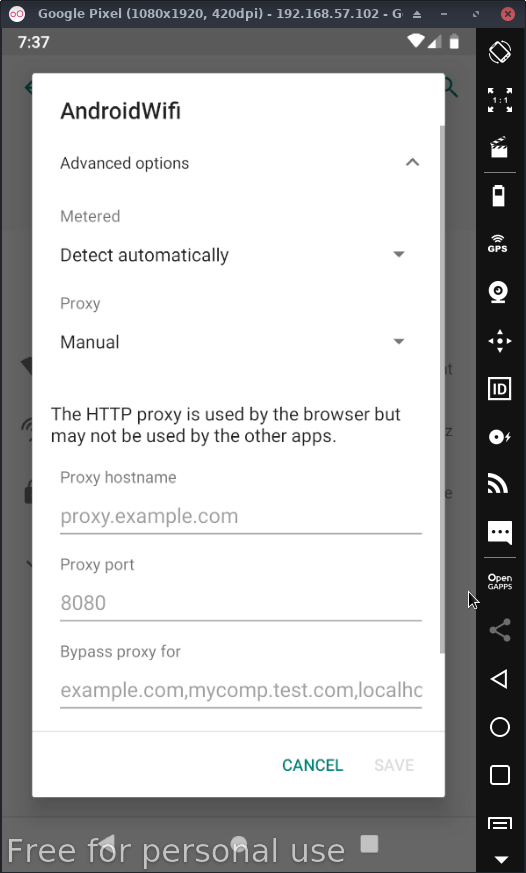 Google Pixel (1080x1920, 420dpi) - 192.168.57.102 - G
7:37
AndroidWifi
Advanced options
Metered
Detect automatically
Proxy
Manual
The HTTP proxy is used by the browser but
may not be used by the other apps.
Proxy hostname
proxy.example.com
Proxy port
8080
Bypass proxy for
example.com,mycomp.test.com,localhc
CANCEL
SAVE
Free for personal use
1:1
GPS
ID
Open
GAPPS